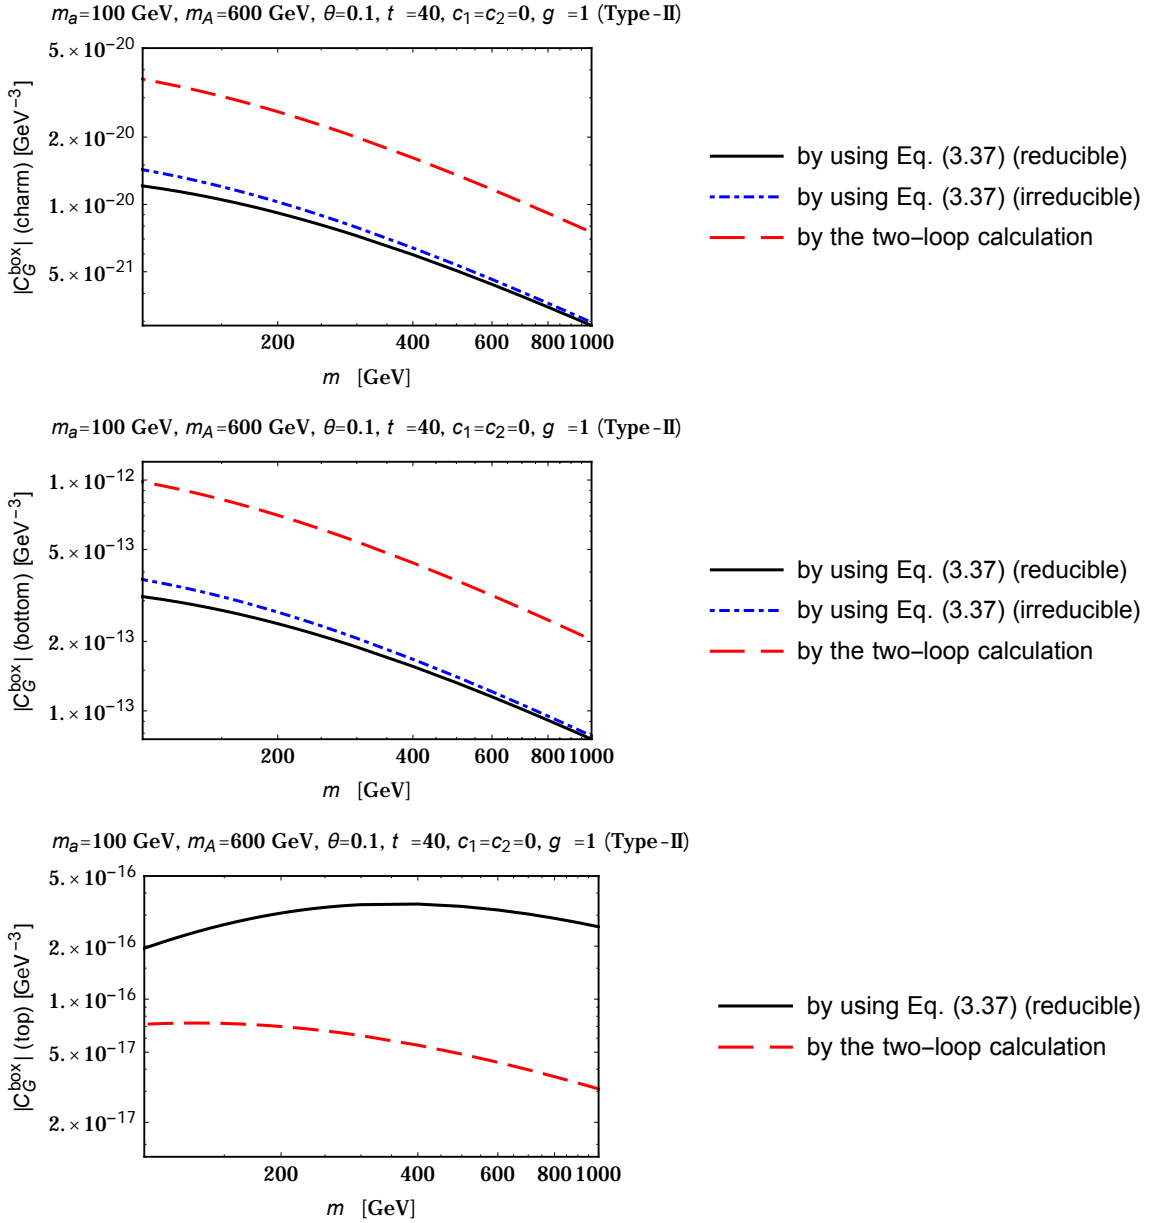 m_a=100 GeV, m_A=600 GeV, θ=0.1, t =40, c_1=c_2=0, g =1 (Type-II)
|C_G^box| (charm) [GeV^-3]
5.×10^-20
2.×10^-20
1.×10^-20
5.×10^-21
200 400 600 800 1000
m [GeV]
by using Eq. (3.37) (reducible)
by using Eq. (3.37) (irreducible)
by the two-loop calculation
m_a=100 GeV, m_A=600 GeV, θ=0.1, t =40, c_1=c_2=0, g =1 (Type-II)
|C_G^box| (bottom) [GeV^-3]
1.×10^-12
5.×10^-13
2.×10^-13
1.×10^-13
200 400 600 800 1000
m [GeV]
by using Eq. (3.37) (reducible)
by using Eq. (3.37) (irreducible)
by the two-loop calculation
m_a=100 GeV, m_A=600 GeV, θ=0.1, t =40, c_1=c_2=0, g =1 (Type-II)
|C_G^box| (top) [GeV^-3]
5.×10^-16
2.×10^-16
1.×10^-16
5.×10^-17
2.×10^-17
200 400 600 800 1000
m [GeV]
by using Eq. (3.37) (reducible)
by the two-loop calculation